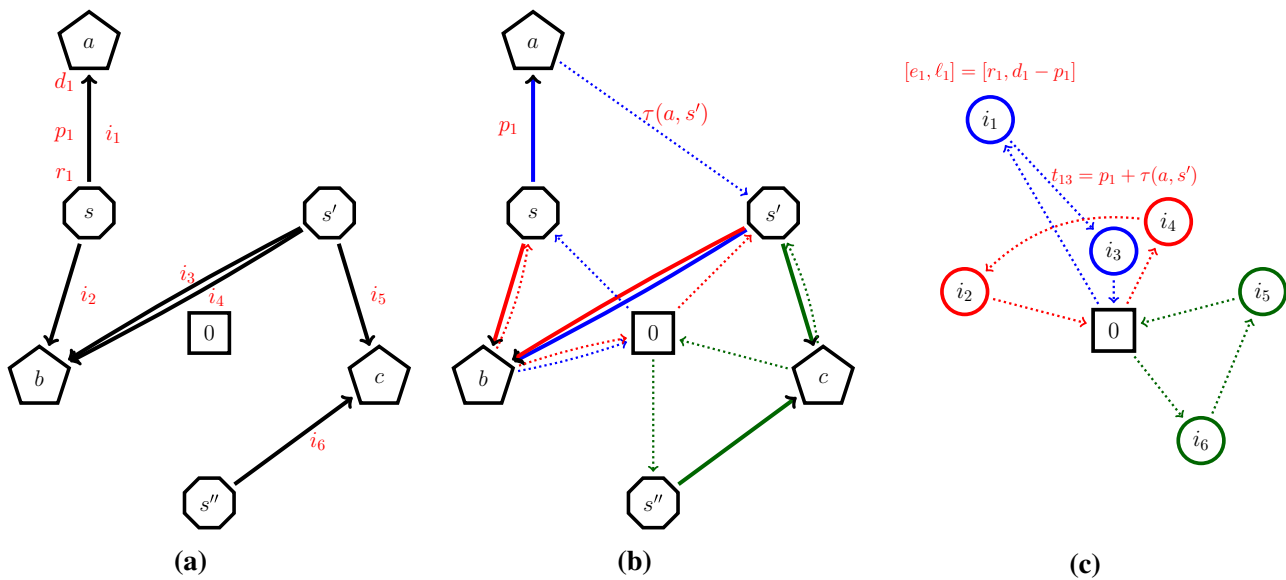 a
d₁
p₁
i₁
r₁
s
s′
i₂
i₃
i₄
i₅
0
b
c
i₆
s″
(a)
a
τ(a, s′)
p₁
s
s′
0
b
c
s″
(b)
[e₁, ℓ₁] = [r₁, d₁ − p₁]
i₁
t₁₃ = p₁ + τ(a, s′)
i₄
i₃
i₂
i₅
0
i₆
(c)